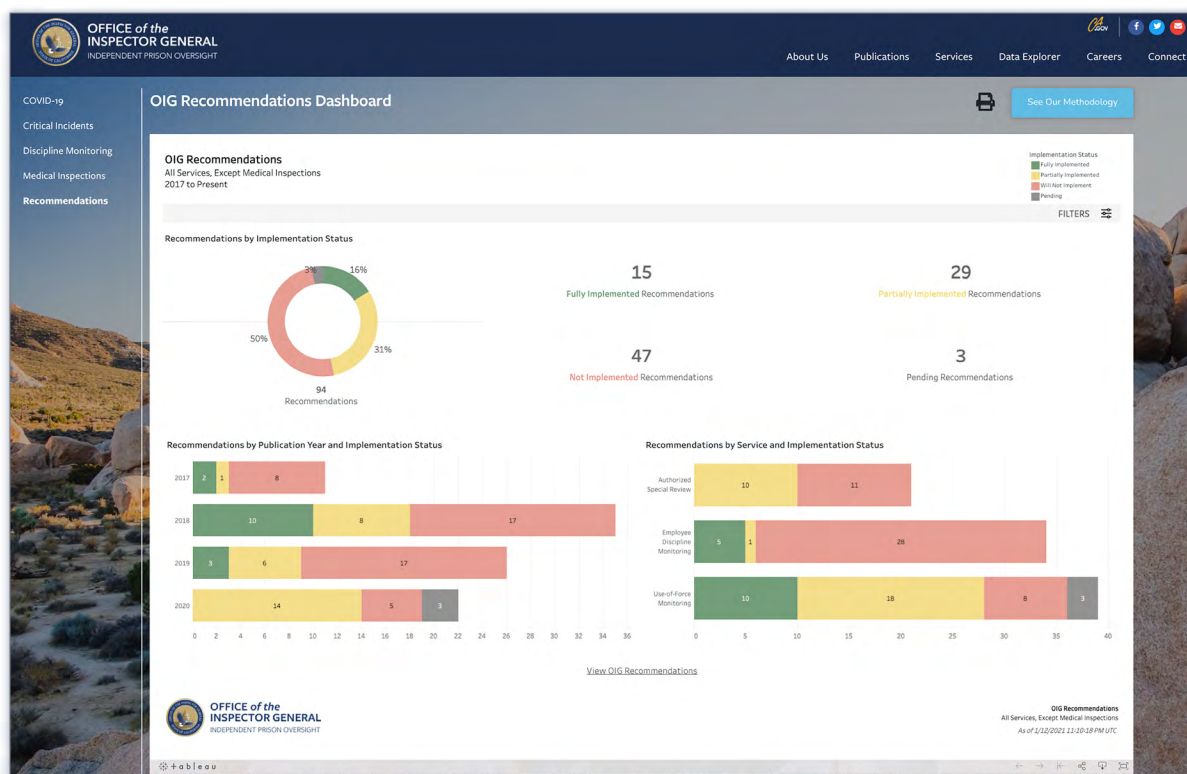 OFFICE of the
INSPECTOR GENERAL
INDEPENDENT PRISON OVERSIGHT
CA.GOV
About Us Publications Services Data Explorer Careers Connect
COVID-19
Critical Incidents
Discipline Monitoring
Medical Inspections
Recommendations
OIG Recommendations Dashboard
See Our Methodology
OIG Recommendations
All Services, Except Medical Inspections
2017 to Present
Implementation Status
Fully Implemented
Partially Implemented
Will Not Implement
Pending
FILTERS
Recommendations by Implementation Status
3% 16%
50%
31%
94
Recommendations
15
Fully Implemented Recommendations
29
Partially Implemented Recommendations
47
Not Implemented Recommendations
3
Pending Recommendations
Recommendations by Publication Year and Implementation Status
2017 2 1 8
2018 10 8 17
2019 3 6 17
2020 14 5 3
0 2 4 6 8 10 12 14 16 18 20 22 24 26 28 30 32 34 36
Recommendations by Service and Implementation Status
Authorized
Special Review
10 11
Employee
Discipline
Monitoring
5 1 28
Use-of-Force
Monitoring
10 18 8 3
0 5 10 15 20 25 30 35 40
View OIG Recommendations
OFFICE of the
INSPECTOR GENERAL
INDEPENDENT PRISON OVERSIGHT
OIG Recommendations
All Services, Except Medical Inspections
As of 1/12/2021 11:10:18 PM UTC
+ a b l e a u